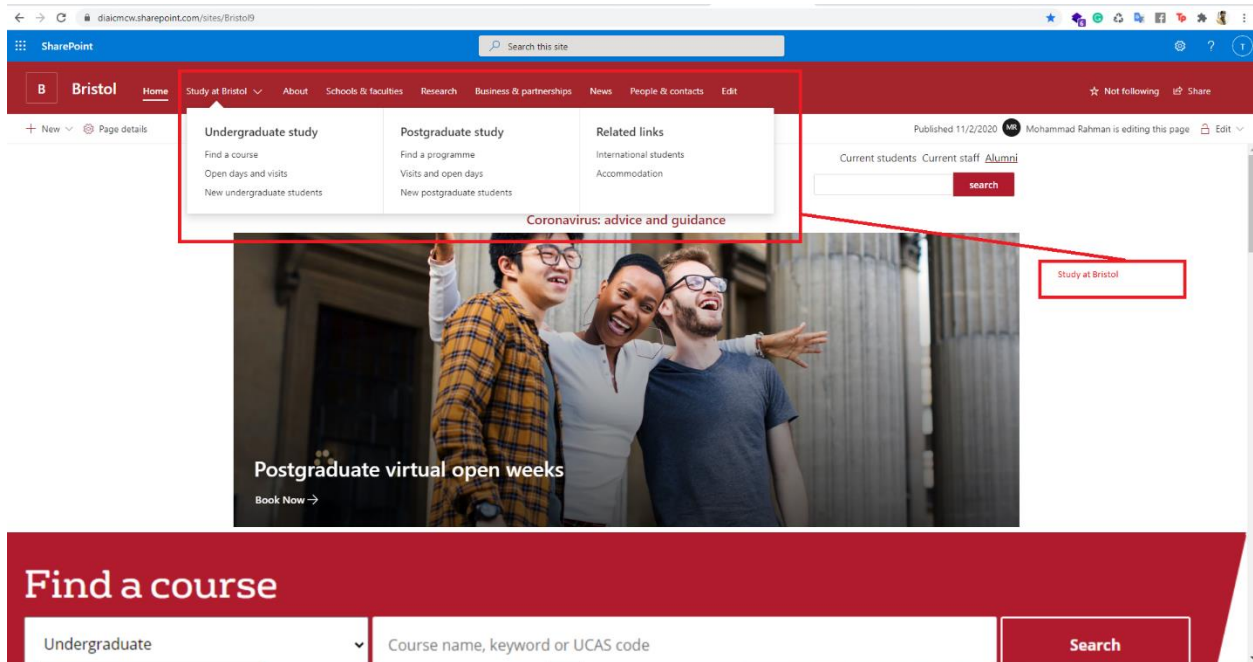 diaicmcw.sharepoint.com/sites/Bristol9
SharePoint
Search this site
? T
B Bristol Home Study at Bristol About Schools & faculties Research Business & partnerships News People & contacts Edit Not following Share
New Page details
Published 11/2/2020 MR Mohammad Rahman is editing this page Edit
Undergraduate study
Find a course
Open days and visits
New undergraduate students
Postgraduate study
Find a programme
Visits and open days
New postgraduate students
Related links
International students
Accommodation
Current students Current staff Alumni
search
Coronavirus: advice and guidance
Study at Bristol
Postgraduate virtual open weeks
Book Now
Find a course
Undergraduate
Course name, keyword or UCAS code
Search